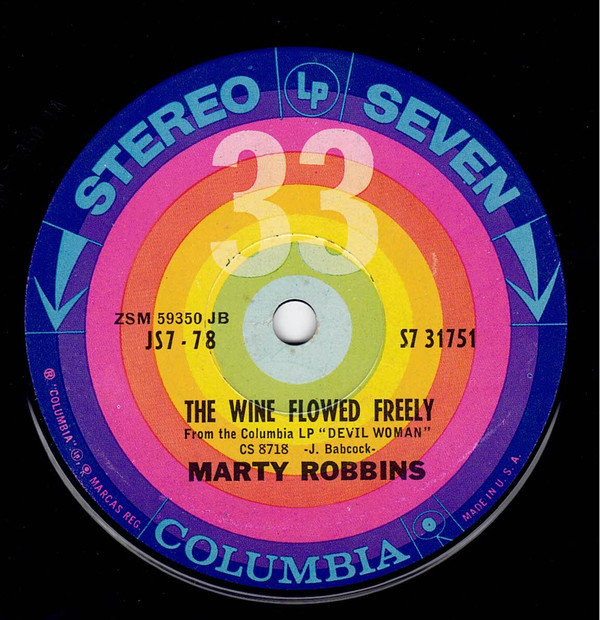 STEREO Lp SEVEN
33
ZSM 59350 JB
JS7-78
S7 31751
THE WINE FLOWED FREELY
From the Columbia LP "DEVIL WOMAN"
CS 8718 -J. Babcock-
MARTY ROBBINS
® "COLUMBIA", Lp, MARCAS REG.
COLUMBIA
MADE IN U. S. A.